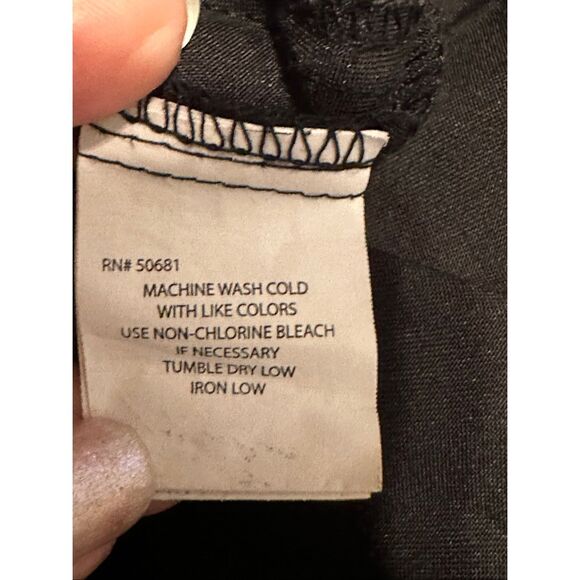 RN# 50681
MACHINE WASH COLD
WITH LIKE COLORS
USE NON-CHLORINE BLEACH
IF NECESSARY
TUMBLE DRY LOW
IRON LOW